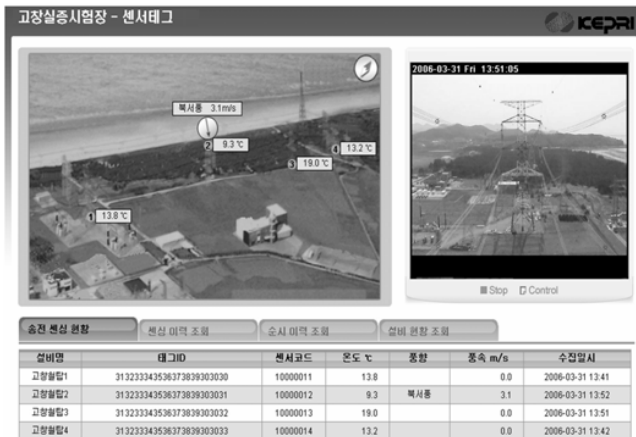 고창실증시험장 - 센서태그
KEPRI
북서풍 3.1m/s
2 9.3 ℃
4 13.2 ℃
3 19.0 ℃
1 13.8 ℃
2006-03-31 Fri 13:51:05
Stop Control
송전 센싱 현황 센싱 이력 조회 순시 이력 조회 설비 현황 조회
설비명 태그ID 센서코드 온도 ℃ 풍향 풍속 m/s 수집일시
고창철탑1 313233343536373839303030 10000011 13.8 0.0 2006-03-31 13:41
고창철탑2 313233343536373839303031 10000012 9.3 북서풍 3.1 2006-03-31 13:52
고창철탑3 313233343536373839303032 10000013 19.0 0.0 2006-03-31 13:51
고창철탑4 313233343536373839303033 10000014 13.2 0.0 2006-03-31 13:42